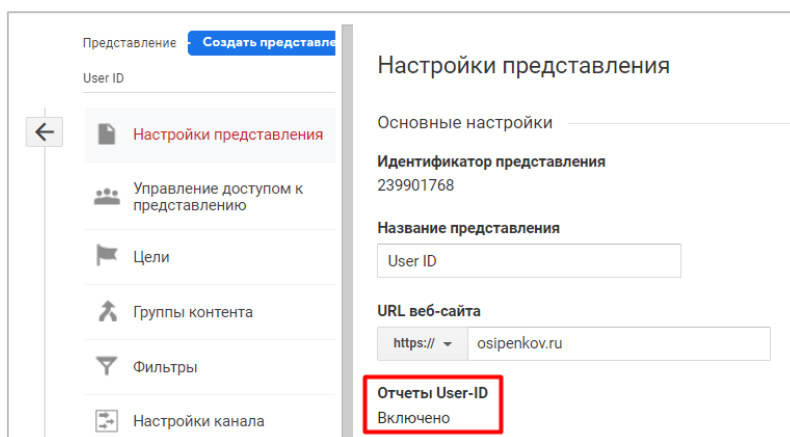 Представление
Создать представле
User ID
Настройки представления
Управление доступом к
представлению
Цели
Группы контента
Фильтры
Настройки канала
Настройки представления
Основные настройки
Идентификатор представления
239901768
Название представления
User ID
URL веб-сайта
https://
osipenkov.ru
Отчеты User-ID
Включено